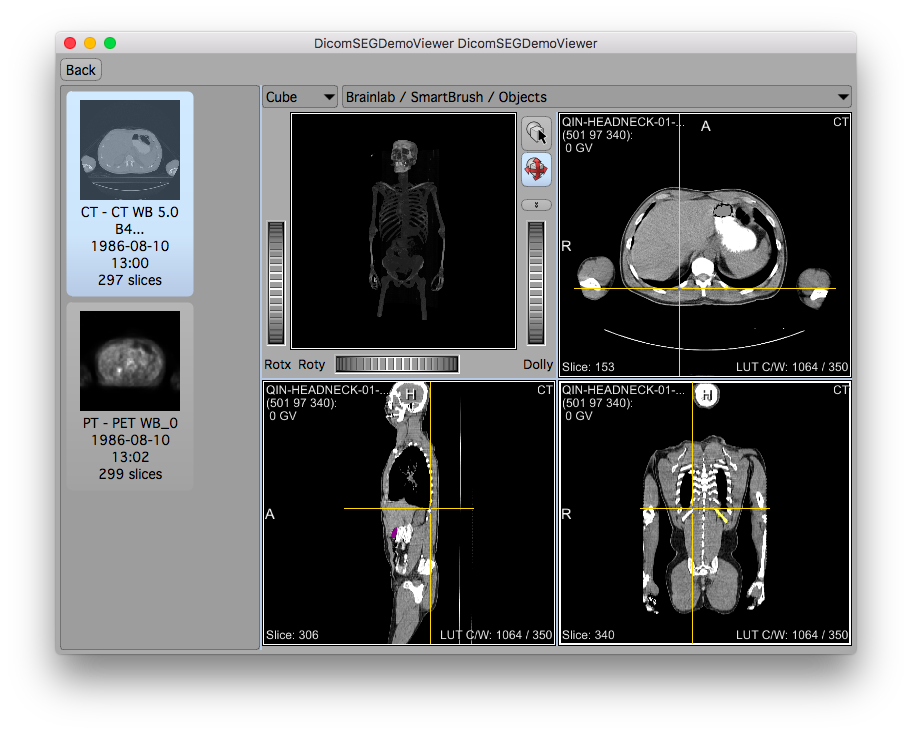 DicomSEGDemoViewer DicomSEGDemoViewer
Back
CT - CT WB 5.0
B4...
1986-08-10
13:00
297 slices
PT - PET WB_0
1986-08-10
13:02
299 slices
Cube
Brainlab / SmartBrush / Objects
Rotx Roty
Dolly
QIN-HEADNECK-01-...
A
CT
(501 97 340):
0 GV
R
Slice: 153
LUT C/W: 1064 / 350
QIN-HEADNECK-01-...
H
CT
(501 97 340):
0 GV
A
Slice: 306
LUT C/W: 1064 / 350
QIN-HEADNECK-01-...
H
CT
(501 97 340):
0 GV
R
Slice: 340
LUT C/W: 1064 / 350